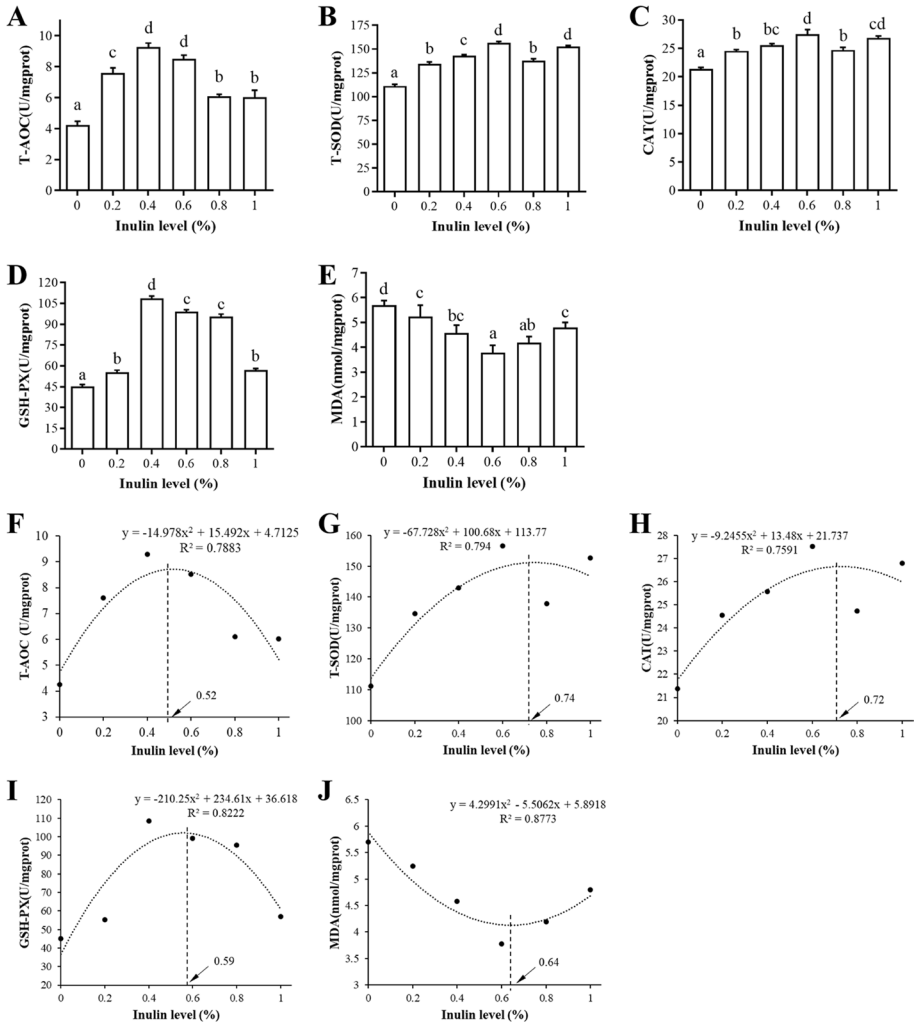 A
T-AOC(U/mgprot)
10
8
6
4
2
0
a
c
d
d
b
b
0 0.2 0.4 0.6 0.8 1
Inulin level (%)
B
T-SOD(U/mgprot)
175
150
125
100
75
50
25
0
a
b
c
d
b
d
0 0.2 0.4 0.6 0.8 1
Inulin level (%)
C
CAT(U/mgprot)
30
25
20
15
10
5
0
a
b
bc
d
b
cd
0 0.2 0.4 0.6 0.8 1
Inulin level (%)
D
GSH-PX(U/mgprot)
120
105
90
75
60
45
30
15
0
a
b
d
c
c
b
0 0.2 0.4 0.6 0.8 1
Inulin level (%)
E
MDA(nmol/mgprot)
7
6
5
4
3
2
1
0
d
c
bc
a
ab
c
0 0.2 0.4 0.6 0.8 1
Inulin level (%)
F
y = -14.978x² + 15.492x + 4.7125
R² = 0.7883
T-AOC (U/mgprot)
10
9
8
7
6
5
4
3
0.52
0 0.2 0.4 0.6 0.8 1
Inulin level (%)
G
y = -67.728x² + 100.68x + 113.77
R² = 0.794
T-SOD(U/mgprot)
160
150
140
130
120
110
100
0.74
0 0.2 0.4 0.6 0.8 1
Inulin level (%)
H
y = -9.2455x² + 13.48x + 21.737
R² = 0.7591
CAT(U/mgprot)
28
27
26
25
24
23
22
21
20
0.72
0 0.2 0.4 0.6 0.8 1
Inulin level (%)
I
y = -210.25x² + 234.61x + 36.618
R² = 0.8222
GSH-PX(U/mgprot)
120
110
100
90
80
70
60
50
40
30
20
0.59
0 0.2 0.4 0.6 0.8 1
Inulin level (%)
J
y = 4.2991x² - 5.5062x + 5.8918
R² = 0.8773
MDA(nmol/mgprot)
6.5
6
5.5
5
4.5
4
3.5
3
0.64
0 0.2 0.4 0.6 0.8 1
Inulin level (%)